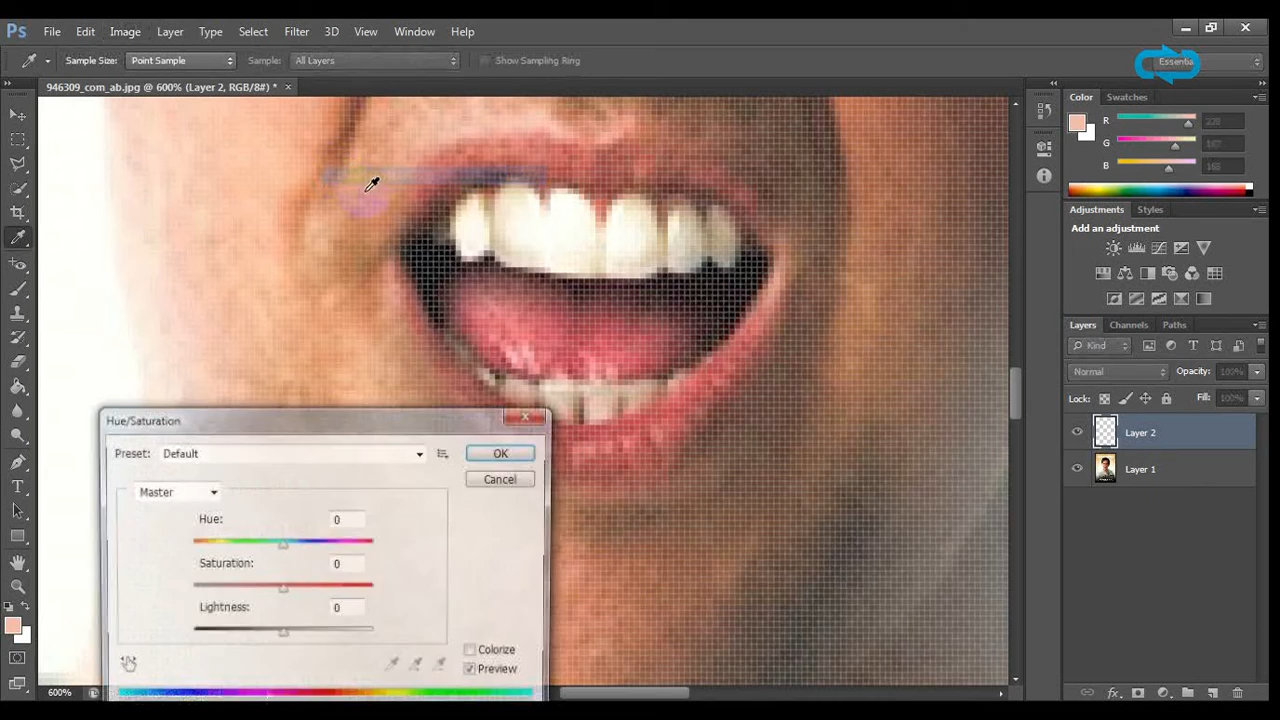 Ps File Edit Image Layer Type Select Filter 3D View Window Help
Sample Size: Point Sample Sample: All Layers Show Sampling Ring Essentia
946309_com_ab.jpg @ 600% (Layer 2, RGB/8#) * ×
Color Swatches
R
G
B
Adjustments Styles
Add an adjustment
Layers Channels Paths
Kind
Normal Opacity: 100%
Lock: Fill: 100%
Layer 2
Layer 1
Hue/Saturation
Preset: Default OK
Cancel
Master
Hue: 0
Saturation: 0
Lightness: 0
Colorize
Preview
600%